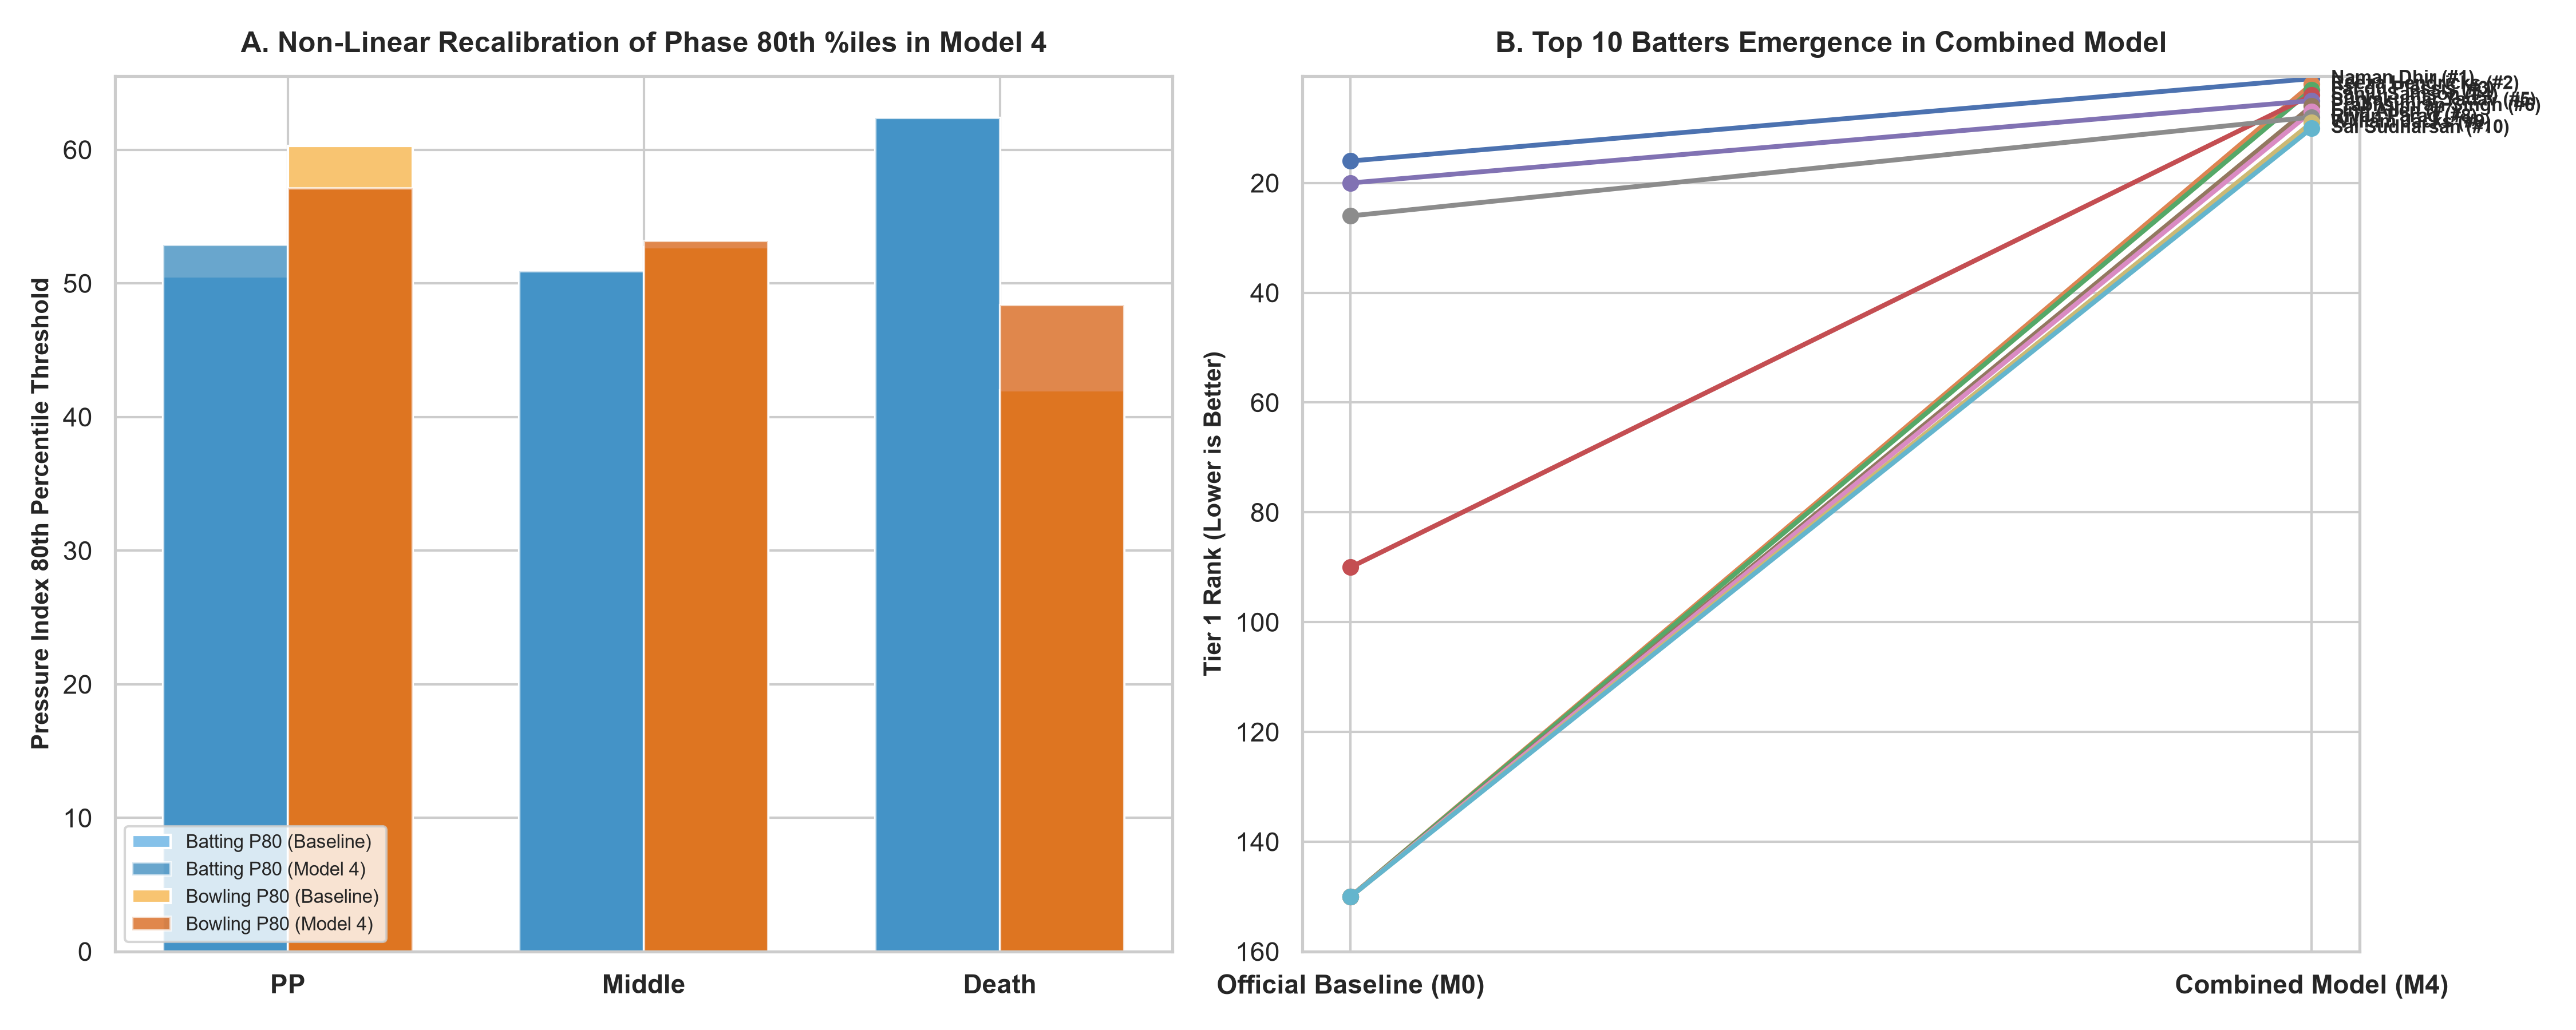 A. Non-Linear Recalibration of Phase 80th %iles in Model 4
Pressure Index 80th Percentile Threshold
60
50
40
30
20
10
0
Batting P80 (Baseline)
Batting P80 (Model 4)
Bowling P80 (Baseline)
Bowling P80 (Model 4)
PP
Middle
Death
B. Top 10 Batters Emergence in Combined Model
Tier 1 Rank (Lower is Better)
20
40
60
80
100
120
140
160
Naman Dhir (#1)
(#2)
(#5)
(#6)
Sai Sudharsan (#10)
Official Baseline (M0)
Combined Model (M4)